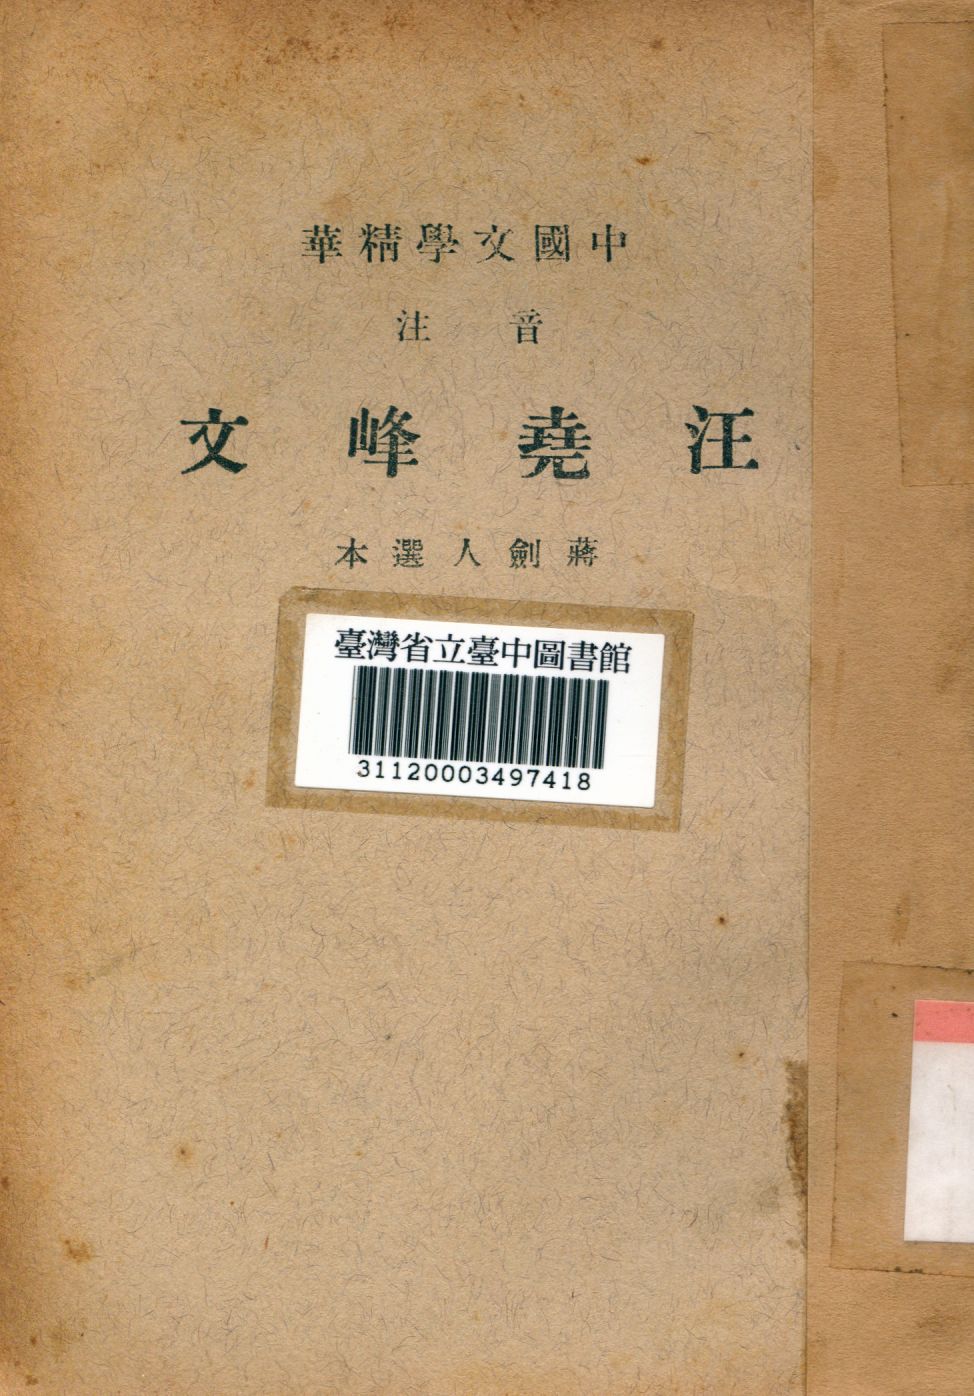 中國文學精華
音注
汪堯峰文
蔣劍人選本
臺灣省立臺中圖書館
31120003497418